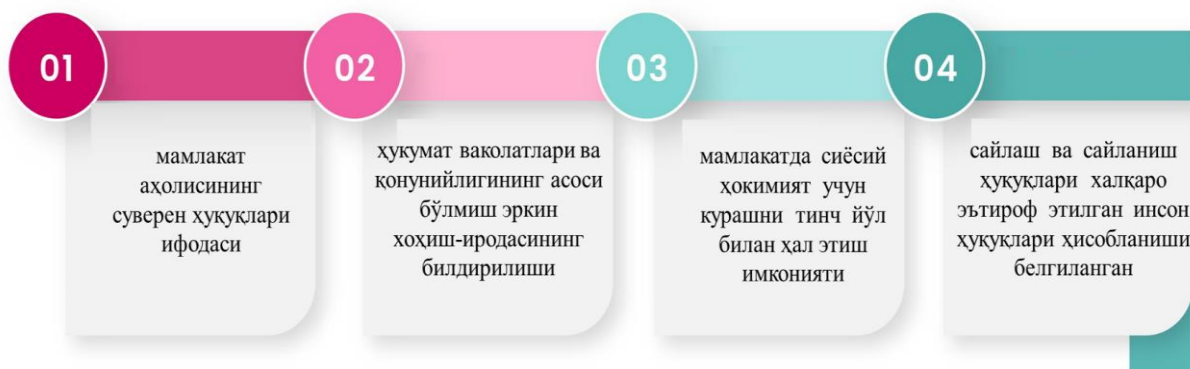 01
мамлакат
аҳолисининг
суверен ҳуқуқлари
ифодаси
02
ҳукумат ваколатлари ва
қонунийлигининг асоси
бўлмиш эркин
хоҳиш-иродасининг
билдирилиши
03
мамлакатда сиёсий
ҳокимият учун
курашни тинч йўл
билан ҳал этиш
имконияти
04
сайлаш ва сайланиш
ҳуқуқлари халқаро
эътироф этилган инсон
ҳуқуқлари ҳисобланиши
белгиланган